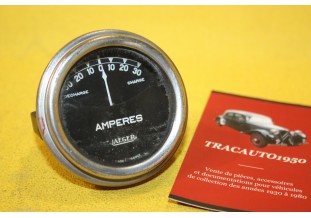 30 20 10 0 10 20 30
DECHARGE
CHARGE
AMPERES
JAEGER
TRACAUTO1950
Vente de pièces, accessoires
et documentations pour véhicules
de collection des années 1930 à 1980